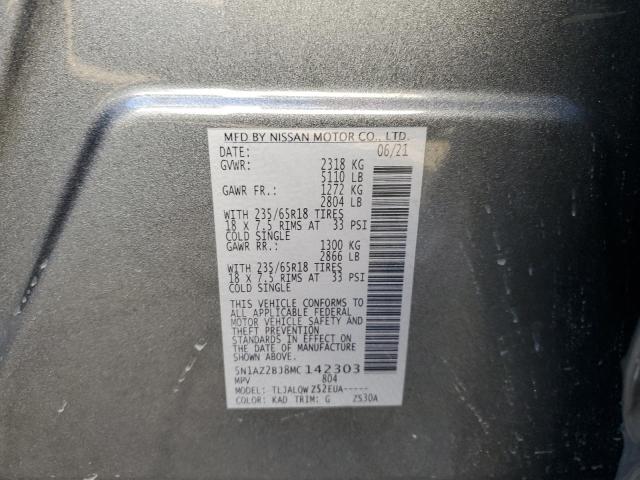 MFD BY NISSAN MOTOR CO., LTD.
DATE: 06/21
GVWR: 2318 KG
5110 LB
GAWR FR.: 1272 KG
2804 LB
WITH 235/65R18 TIRES
18 X 7.5 RIMS AT 33 PSI
COLD SINGLE
GAWR RR.: 1300 KG
2866 LB
WITH 235/65R18 TIRES
18 X 7.5 RIMS AT 33 PSI
COLD SINGLE
THIS VEHICLE CONFORMS TO
ALL APPLICABLE FEDERAL
MOTOR VEHICLE SAFETY AND
THEFT PREVENTION
STANDARDS IN EFFECT ON THE
DATE OF MANUFACTURE
SHOWN ABOVE.
5N1AZ2BJ8MC 142303
MPV 804
MODEL: TLJALQW Z52EUA-----
COLOR: KAD TRIM: G Z530A